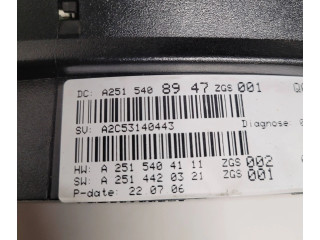 DC: A251 540 89 47 ZGS 001
SV: A2C53140443 Diagnose:
HW: A 251 540 41 11 ZGS 002
SW: A 251 442 03 21 ZGS 001
P-date: 22 07 06